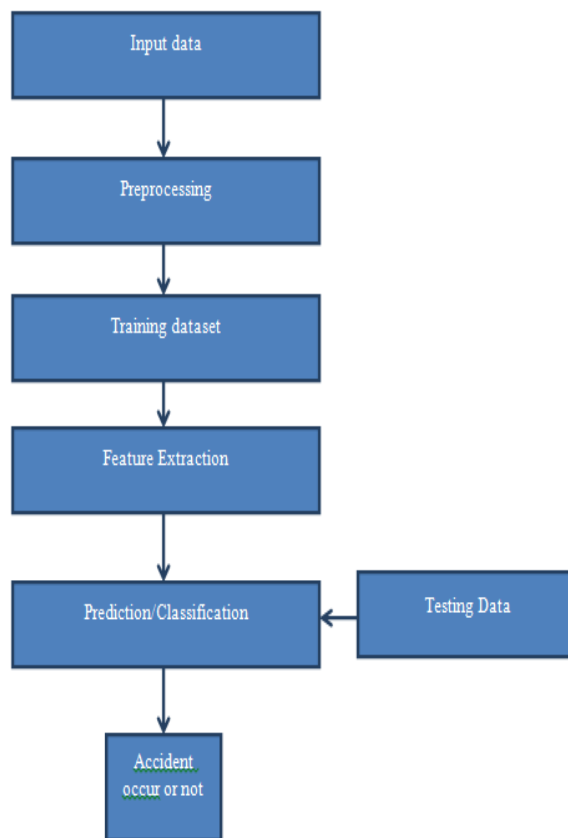 Input data
Preprocessing
Training dataset
Feature Extraction
Prediction/Classification
Testing Data
Accident
occur or not